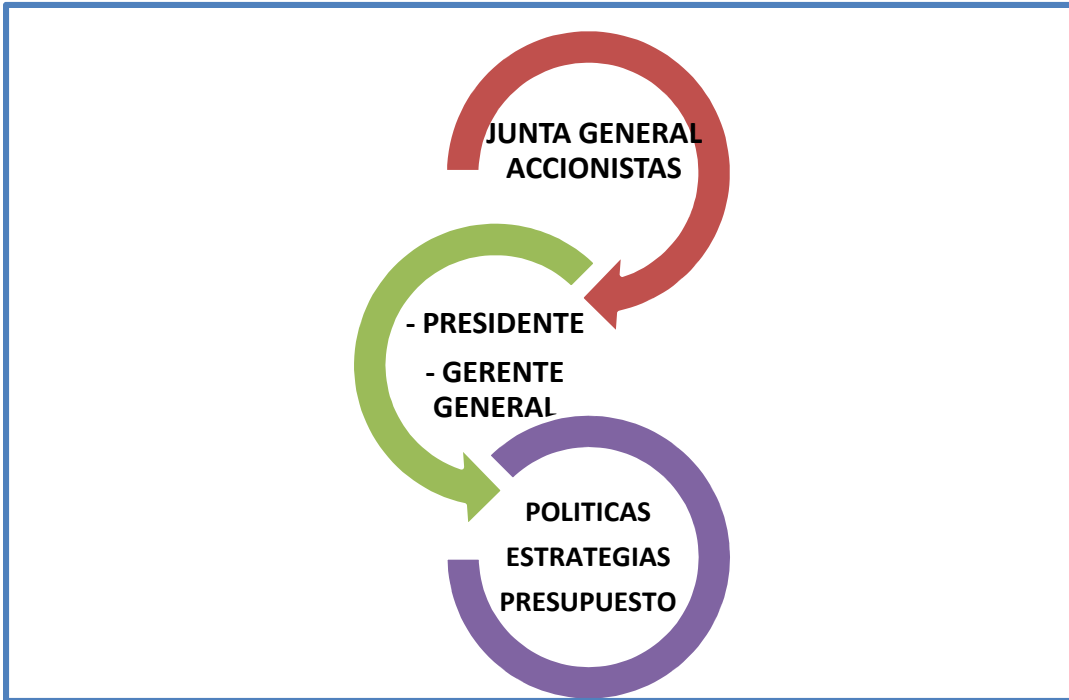 JUNTA GENERAL
ACCIONISTAS
- PRESIDENTE
- GERENTE
GENERAL
POLITICAS
ESTRATEGIAS
PRESUPUESTO